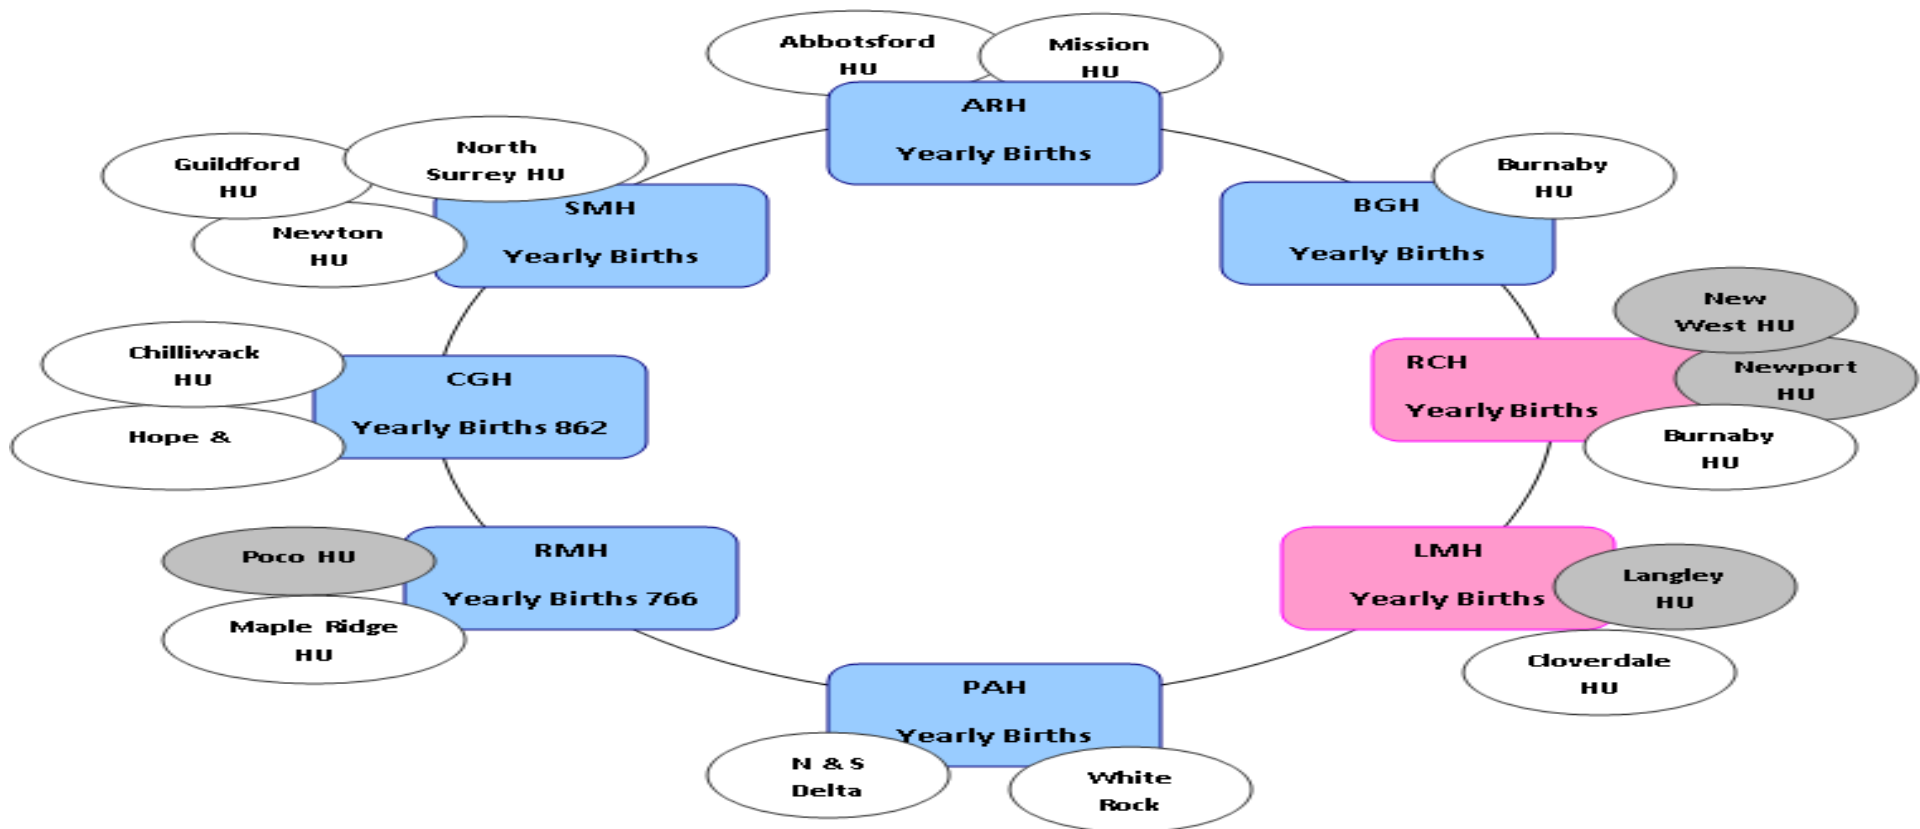 Abbotsford
HU
Mission
HU
ARH
Yearly Births
Guildford
HU
North
Surrey HU
Newton
HU
SMH
Yearly Births
Burnaby
HU
BGH
Yearly Births
New
West HU
Newport
HU
Burnaby
HU
RCH
Yearly Births
Chilliwack
HU
Hope &
CGH
Yearly Births 862
Poco HU
Maple Ridge
HU
RMH
Yearly Births 766
LMH
Yearly Births
Langley
HU
Cloverdale
HU
PAH
Yearly Births
N & S
Delta
White
Rock